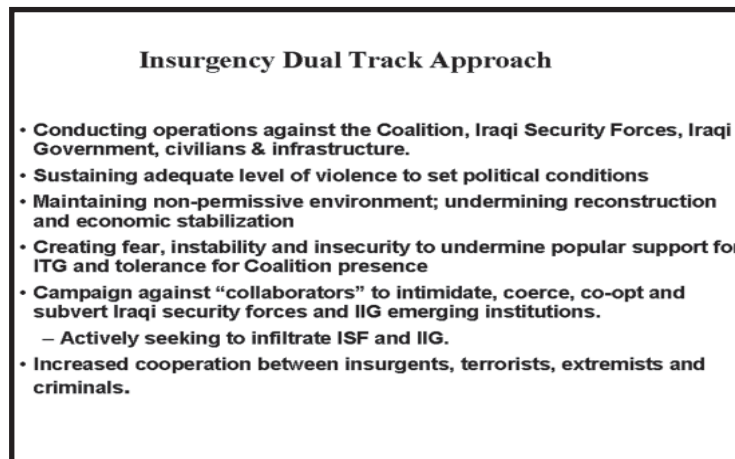 Insurgency Dual Track Approach
• Conducting operations against the Coalition, Iraqi Security Forces, Iraqi
Government, civilians & infrastructure.
• Sustaining adequate level of violence to set political conditions
• Maintaining non-permissive environment; undermining reconstruction
and economic stabilization
• Creating fear, instability and insecurity to undermine popular support for
ITG and tolerance for Coalition presence
• Campaign against “collaborators” to intimidate, coerce, co-opt and
subvert Iraqi security forces and IIG emerging institutions.
– Actively seeking to infiltrate ISF and IIG.
• Increased cooperation between insurgents, terrorists, extremists and
criminals.